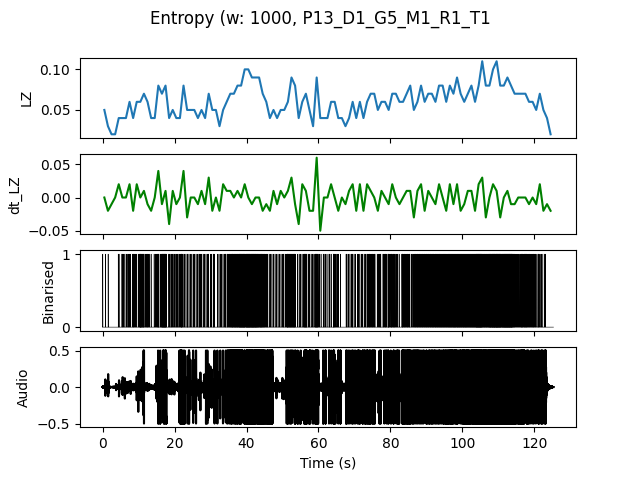 Entropy (w: 1000, P13_D1_G5_M1_R1_T1
0.10
0.05
LZ
0.05
0.00
−0.05
dt_LZ
1
0
Binarised
0.5
0.0
−0.5
Audio
0 20 40 60 80 100 120
Time (s)